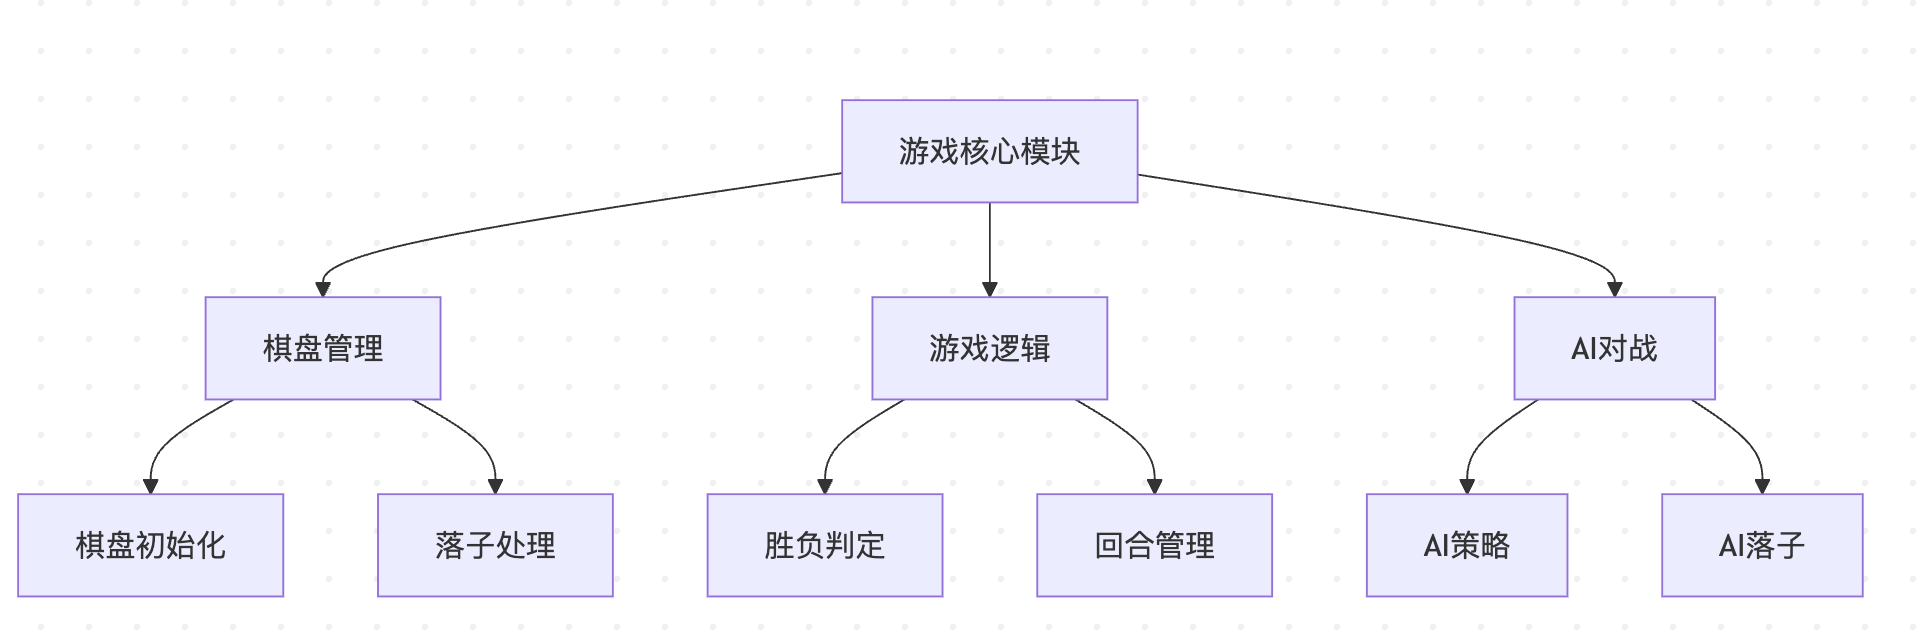 游戏核心模块
棋盘管理
游戏逻辑
AI对战
棋盘初始化
落子处理
胜负判定
回合管理
AI策略
AI落子